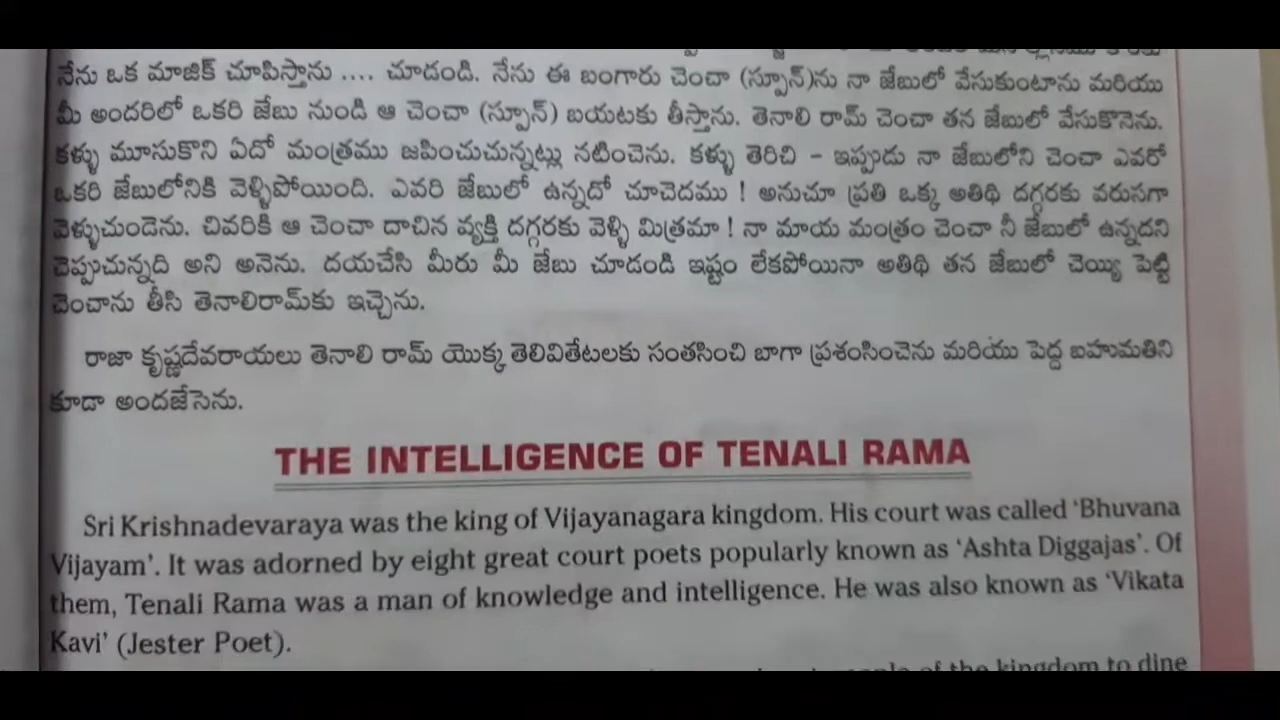 నేను ఒక మాజిక్ చూపిస్తాను .... చూడండి. నేను ఈ బంగారు చెంచా (స్పూన్)ను నా జేబులో వేసుకుంటాను మరియు
మీ అందరిలో ఒకరి జేబు నుండి ఆ చెంచా (స్పూన్) బయటకు తీస్తాను. తెనాలి రామ్ చెంచా తన జేబులో వేసుకొనెను.
కళ్ళు మూసుకొని ఏదో మంత్రము జపించుచున్నట్లు నటించెను. కళ్ళు తెరిచి – ఇప్పుడు నా జేబులోని చెంచా ఎవరో
ఒకరి జేబులోనికి వెళ్ళిపోయింది. ఎవరి జేబులో ఉన్నదో చూచెదము ! అనుచూ ప్రతి ఒక్క అతిథి దగ్గరకు వరుసగా
వెళ్ళుచుండెను. చివరికి ఆ చెంచా దాచిన వ్యక్తి దగ్గరకు వెళ్ళి మిత్రమా ! నా మాయ మంత్రం చెంచా నీ జేబులో ఉన్నదని
చెప్పుచున్నది అని అనెను. దయచేసి మీరు మీ జేబు చూడండి ఇష్టం లేకపోయినా అతిథి తన జేబులో చెయ్యి పెట్టి
చెంచాను తీసి తెనాలిరామ్‌కు ఇచ్చెను.
రాజా కృష్ణదేవరాయలు తెనాలి రామ్ యొక్క తెలివితేటలకు సంతసించి బాగా ప్రశంసించెను మరియు పెద్ద బహుమతిని
కూడా అందజేసెను.
THE INTELLIGENCE OF TENALI RAMA
Sri Krishnadevaraya was the king of Vijayanagara kingdom. His court was called ‘Bhuvana
Vijayam’. It was adorned by eight great court poets popularly known as ‘Ashta Diggajas’. Of
them, Tenali Rama was a man of knowledge and intelligence. He was also known as ‘Vikata
Kavi’ (Jester Poet).
of the kingdom to dine